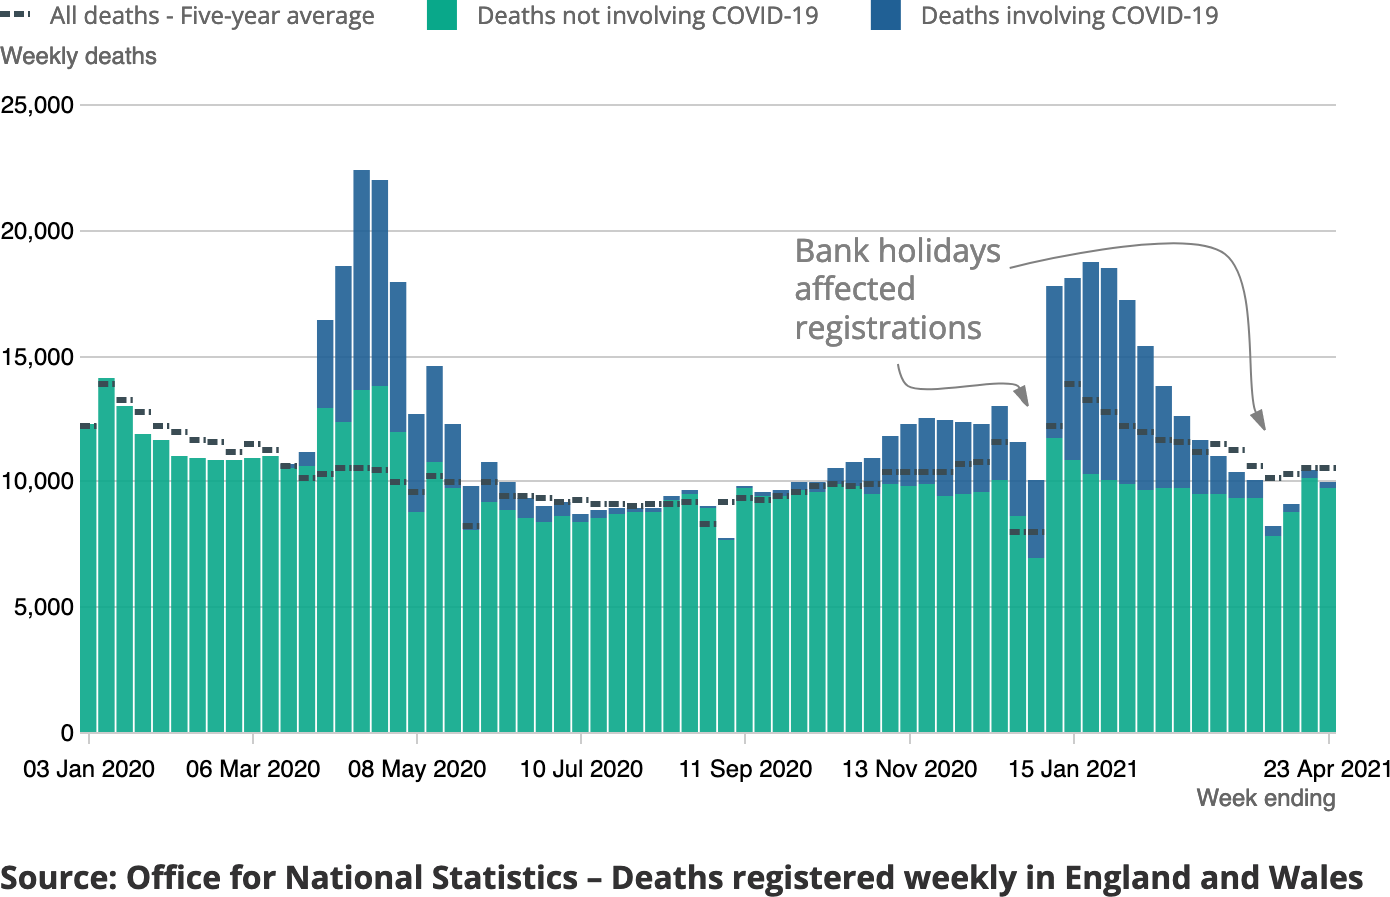 All deaths - Five-year average Deaths not involving COVID-19 Deaths involving COVID-19
Weekly deaths
25,000
20,000
15,000
10,000
5,000
0
Bank holidays
affected
registrations
03 Jan 2020 06 Mar 2020 08 May 2020 10 Jul 2020 11 Sep 2020 13 Nov 2020 15 Jan 2021 23 Apr 2021
Week ending
Source: Office for National Statistics – Deaths registered weekly in England and Wales